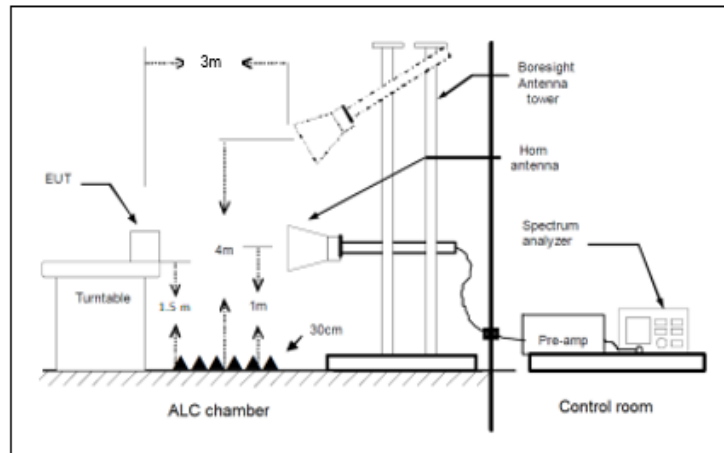 3m
Boresight
Antenna
tower
Horn
antenna
EUT
Spectrum
analyzer
4m
Turntable
1.5 m
1m
30cm
Pre-amp
ALC chamber
Control room